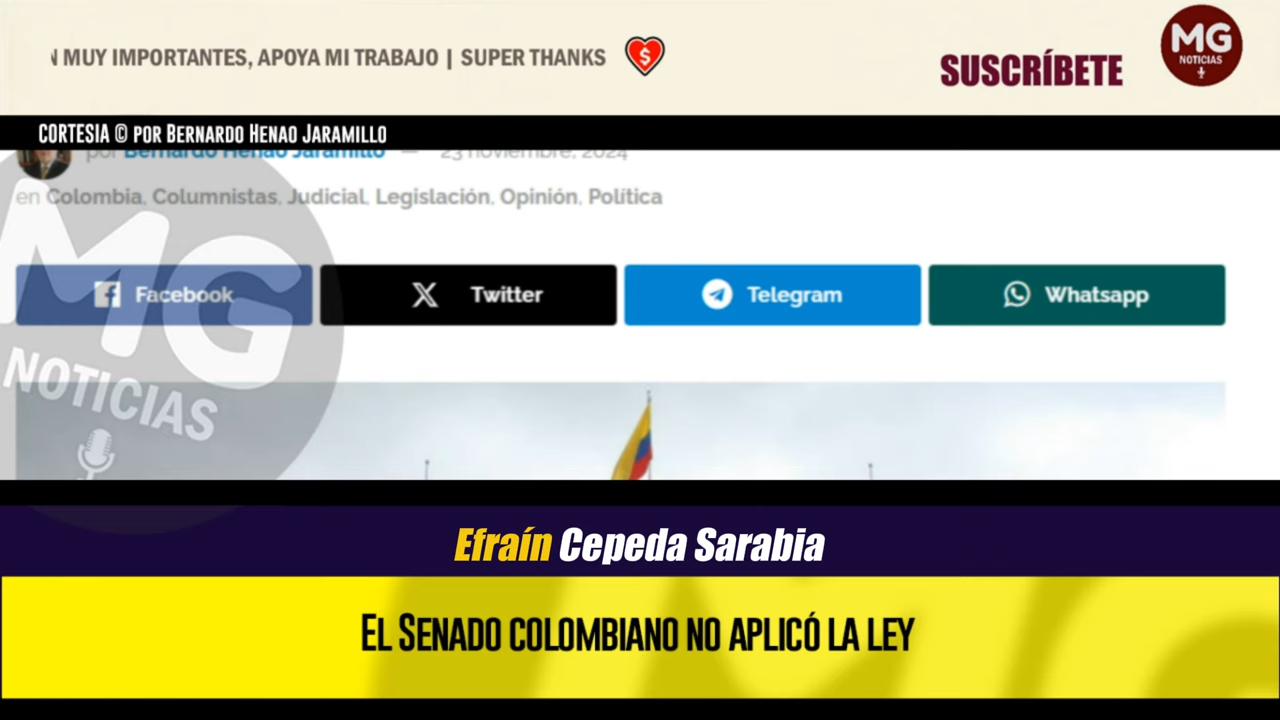 MUY IMPORTANTES, APOYA MI TRABAJO | SUPER THANKS
SUSCRÍBETE
MG
NOTICIAS
CORTESIA © POR BERNARDO HENAO JARAMILLO
por Bernardo Henao Jaramillo — 23 noviembre, 2024
en Colombia, Columnistas, Judicial, Legislación, Opinión, Política
Facebook
Twitter
Telegram
Whatsapp
MG
NOTICIAS
Efraín Cepeda Sarabia
EL SENADO COLOMBIANO NO APLICÓ LA LEY